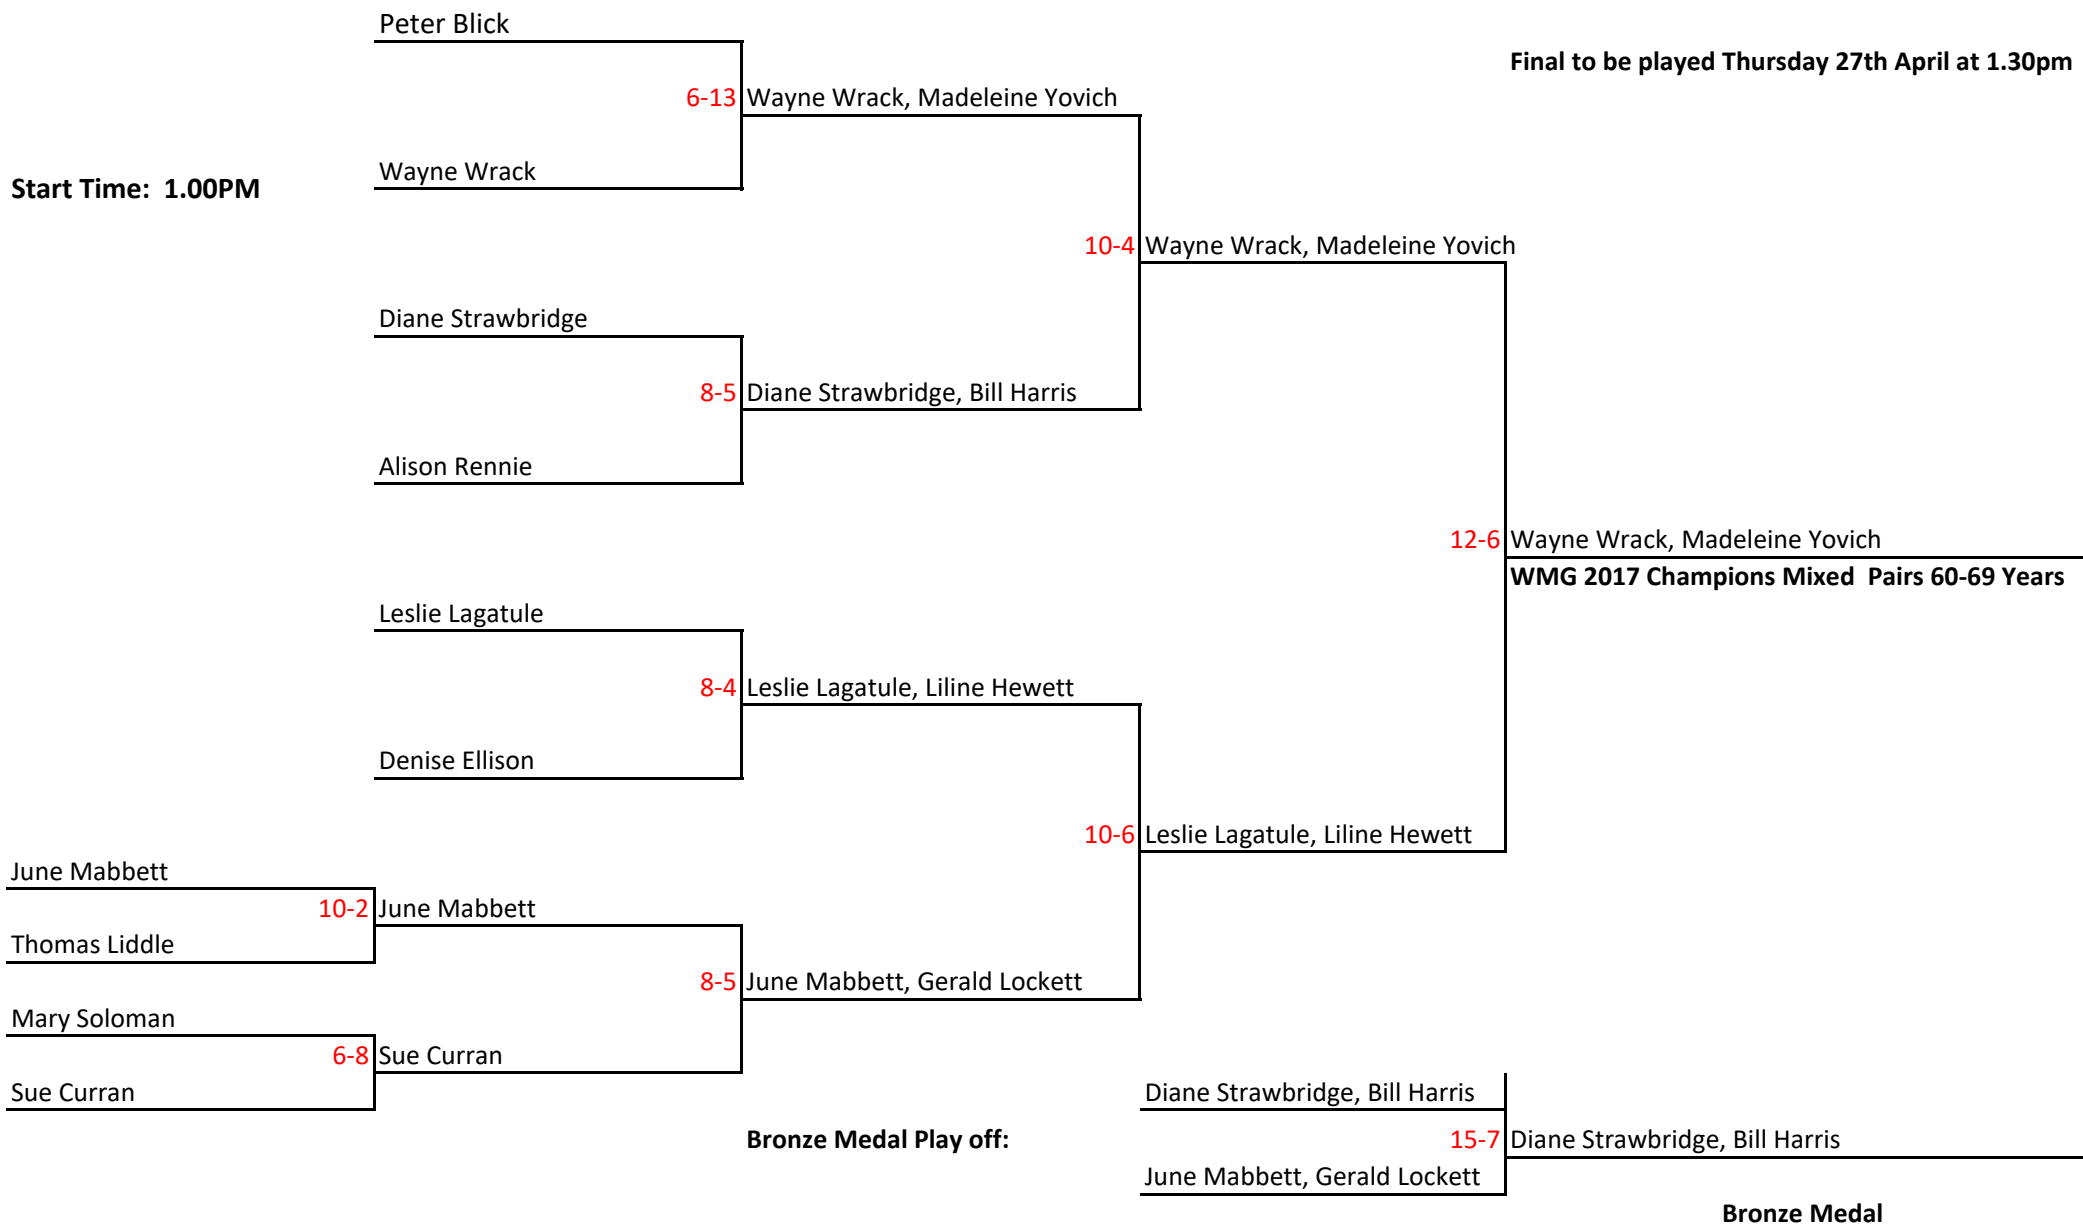 Peter Blick
Final to be played Thursday 27th April at 1.30pm
6-13 Wayne Wrack, Madeleine Yovich
Wayne Wrack
Start Time:  1.00PM
10-4 Wayne Wrack, Madeleine Yovich
Diane Strawbridge
8-5 Diane Strawbridge, Bill Harris
Alison Rennie
12-6 Wayne Wrack, Madeleine Yovich
WMG 2017 Champions Mixed  Pairs 60-69 Years
Leslie Lagatule
8-4 Leslie Lagatule, Liline Hewett
Denise Ellison
10-6 Leslie Lagatule, Liline Hewett
June Mabbett
10-2 June Mabbett
Thomas Liddle
8-5 June Mabbett, Gerald Lockett
Mary Soloman
6-8 Sue Curran
Sue Curran
Diane Strawbridge, Bill Harris
Bronze Medal Play off:
15-7 Diane Strawbridge, Bill Harris
June Mabbett, Gerald Lockett
Bronze Medal